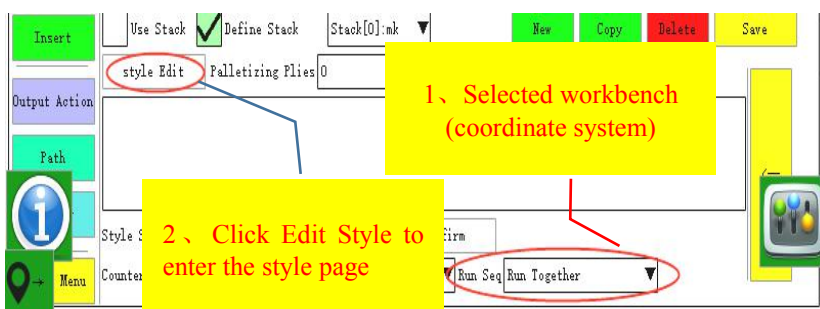 Insert
Use Stack
Define Stack
Stack[0]:mk
New
Copy
Delete
Save
style Edit
Palletizing Plies
0
Output Action
1、Selected workbench
(coordinate system)
Path
2 、 Click Edit Style to
enter the style page
Style
Menu
Counter
Run Seq
Run Together